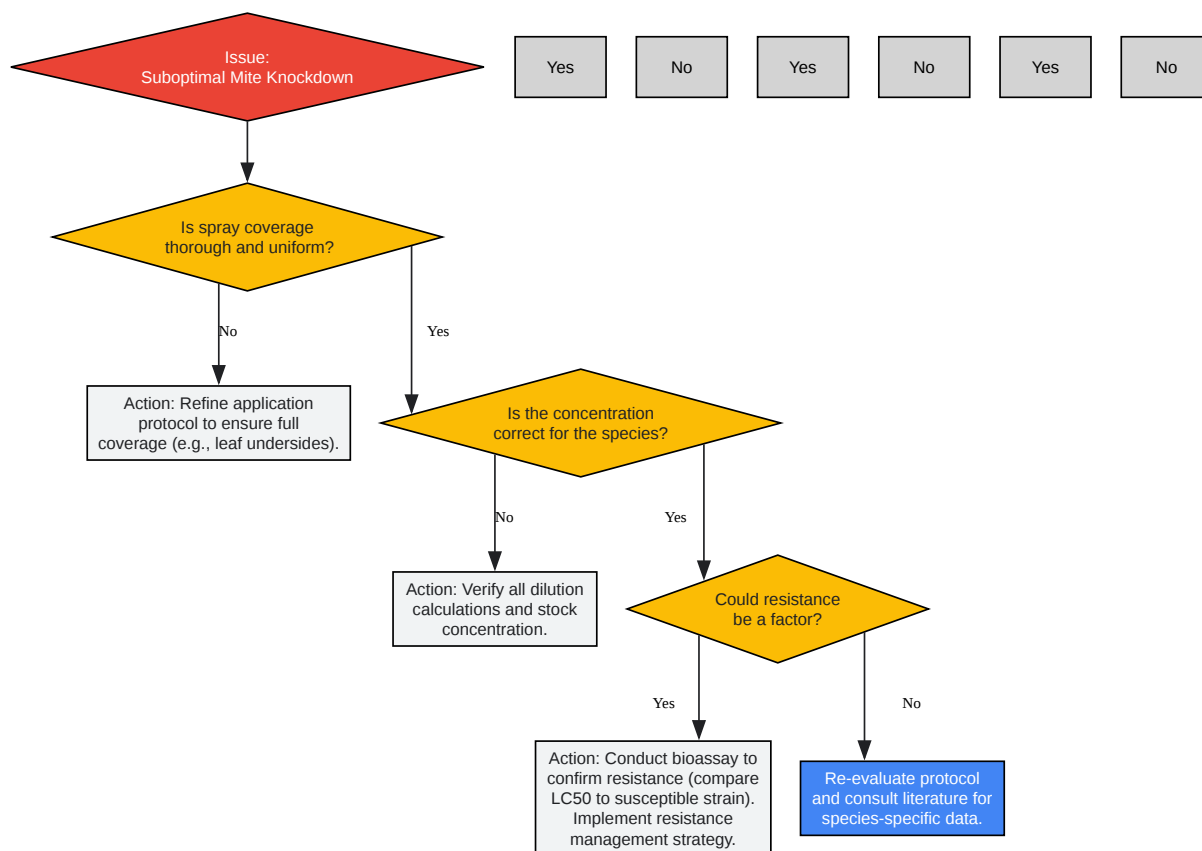 Issue:
Suboptimal Mite Knockdown
Yes
No
Yes
No
Yes
No
Is spray coverage
thorough and uniform?
No
Yes
Action: Refine application
protocol to ensure full
coverage (e.g., leaf undersides).
Is the concentration
correct for the species?
No
Yes
Action: Verify all dilution
calculations and stock
concentration.
Could resistance
be a factor?
Yes
No
Action: Conduct bioassay to
confirm resistance (compare
LC50 to susceptible strain).
Implement resistance
management strategy.
Re-evaluate protocol
and consult literature for
species-specific data.